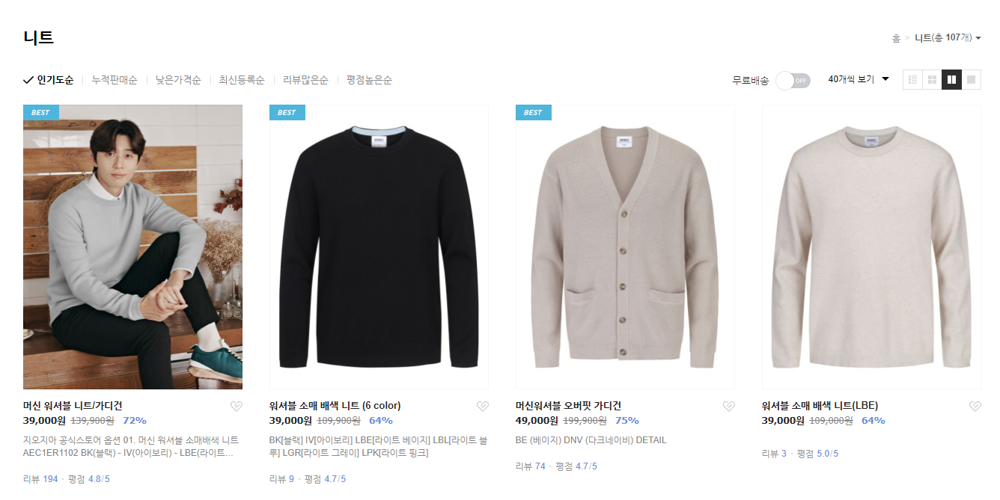 니트
홈 > 니트(총 107개)
인기도순 누적판매순 낮은가격순 최신등록순 리뷰많은순 평점높은순
무료배송 OFF 40개씩 보기
BEST
BEST
BEST
머신 워셔블 니트/가디건
39,000원 139,900원 72%
지오지아 공식스토어 옵션 01. 머신 워셔블 소매배색 니트
AEC1ER1102 BK(블랙) - IV(아이보리) - LBE(라이트...
리뷰 194 · 평점 4.8/5
워셔블 소매 배색 니트 (6 color)
39,000원 109,900원 64%
BK[블랙] IV[아이보리] LBE[라이트 베이지] LBL[라이트 블
루] LGR[라이트 그레이] LPK[라이트 핑크]
리뷰 9 · 평점 4.7/5
머신워셔블 오버핏 가디건
49,000원 199,900원 75%
BE (베이지) DNV (다크네이비) DETAIL
리뷰 74 · 평점 4.7/5
워셔블 소매 배색 니트(LBE)
39,000원 109,000원 64%
리뷰 3 · 평점 5.0/5